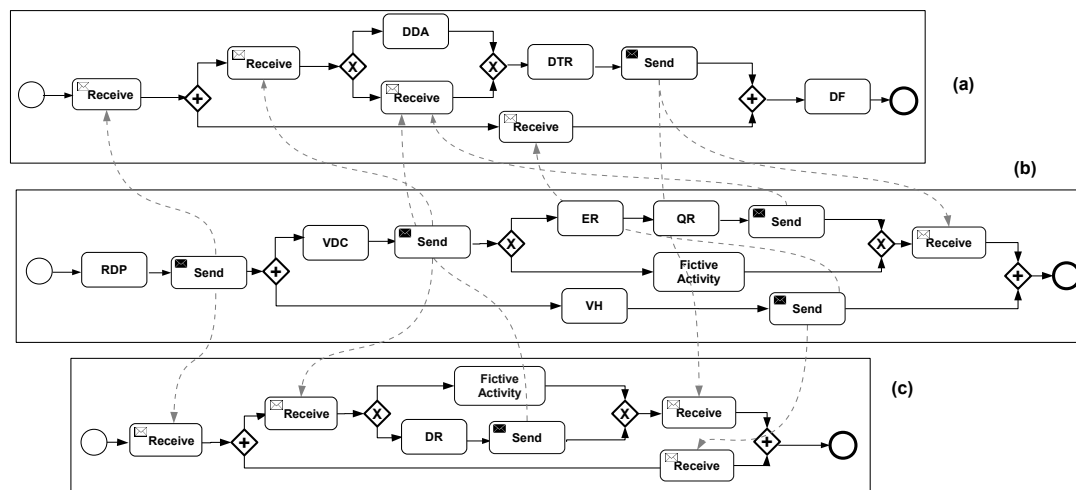 DDA
X
X
Receive
DTR
Send
Receive
Receive
DF
(a)
Receive
(b)
ER
QR
Send
VDC
Send
X
X
Receive
RDP
Send
Fictive
Activity
VH
Send
Fictive
Activity
(c)
Receive
X
X
Receive
Receive
DR
Send
Receive